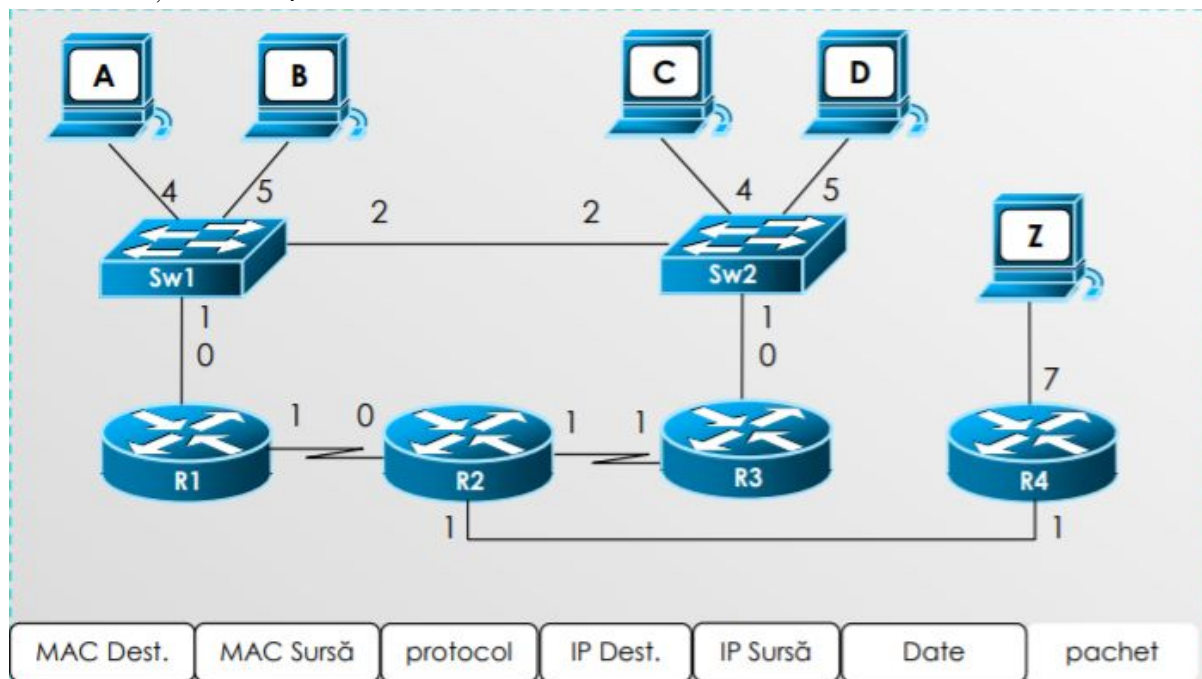 A
B
C
D
4
5
4
5
2
2
Z
Sw1
Sw2
1
1
0
0
7
1
0
1
1
R1
R2
R3
R4
1
1
MAC Dest.
MAC Sursă
protocol
IP Dest.
IP Sursă
Date
pachet